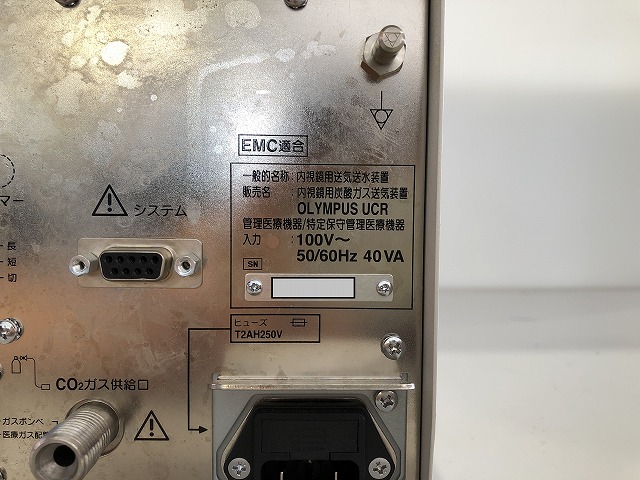 EMC適合
一般的名称：内視鏡用送気送水装置
販売名：内視鏡用炭酸ガス送気装置
OLYMPUS UCR
管理医療機器/特定保守管理医療機器
入力：100V～
50/60Hz 40VA
SN
マー
システム
長
短
切
ヒューズ
T2AH250V
CO₂ガス供給口
ガスボンベ
医療ガス配